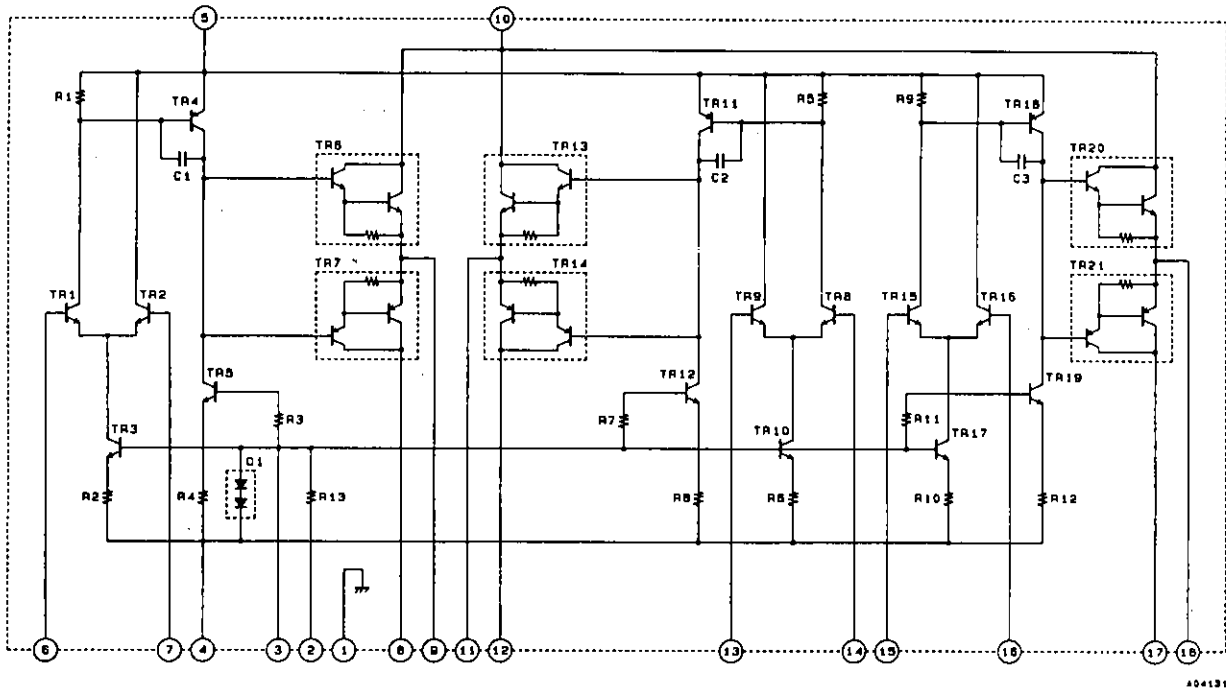 5 10
R1 TR4 TR11 R5 R9 TR18
C1 TR6 TR13 C2 C3 TR20
TR7 TR14 TR21
TR1 TR2 TR9 TR8 TR15 TR16
TR5 TR12 TR19
R3 R7 R11
TR3 TR10 TR17
D1
R2 R4 R13 R8 R6 R10 R12
6 7 4 3 2 1 8 9 11 12 13 14 15 16 17 18
A04131